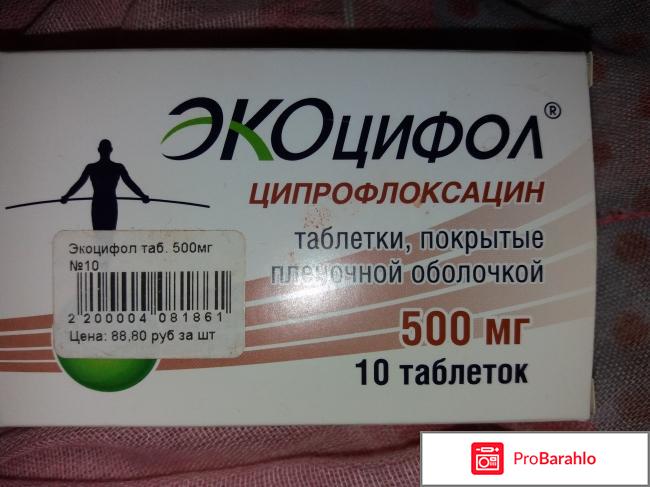 ЭКОцифол®
ЦИПРОФЛОКСАЦИН
таблетки, покрытые
пленочной оболочкой
500 мг
10 таблеток
Экоцифол таб. 500мг
№10
2 200004 081861
Цена: 88,80 руб за шт
ProBarahlo